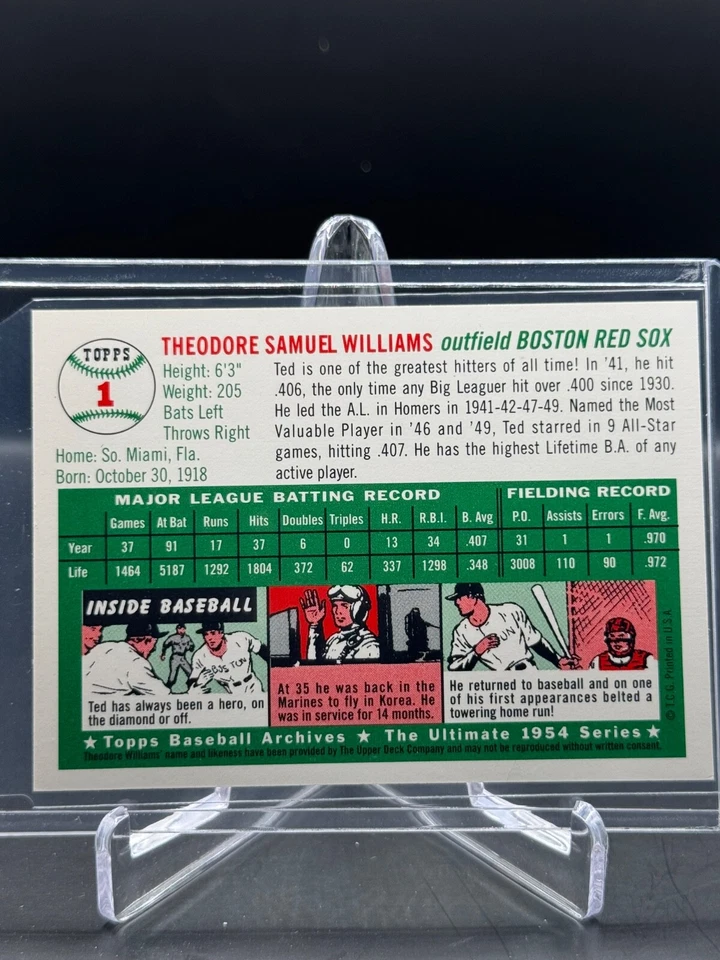 TOPPS
1
THEODORE SAMUEL WILLIAMS outfield BOSTON RED SOX
Height: 6'3"
Weight: 205
Bats Left
Throws Right
Home: So. Miami, Fla.
Born: October 30, 1918
Ted is one of the greatest hitters of all time! In '41, he hit
.406, the only time any Big Leaguer hit over .400 since 1930.
He led the A.L. in Homers in 1941-42-47-49. Named the Most
Valuable Player in '46 and '49, Ted starred in 9 All-Star
games, hitting .407. He has the highest Lifetime B.A. of any
active player.
MAJOR LEAGUE BATTING RECORD FIELDING RECORD
Games At Bat Runs Hits Doubles Triples H.R. R.B.I. B. Avg P.O. Assists Errors F. Avg.
Year 37 91 17 37 6 0 13 34 .407 31 1 1 .970
Life 1464 5187 1292 1804 372 62 337 1298 .348 3008 110 90 .972
INSIDE BASEBALL
BOSTON
Ted has always been a hero, on
the diamond or off.
At 35 he was back in the
Marines to fly in Korea. He
was in service for 14 months.
He returned to baseball and on one
of his first appearances belted a
towering home run!
© T.C.G. Printed in U.S.A.
★ Topps Baseball Archives ★ The Ultimate 1954 Series ★
Theodore Williams' name and likeness have been provided by The Upper Deck Company and may not be reproduced without written consent.